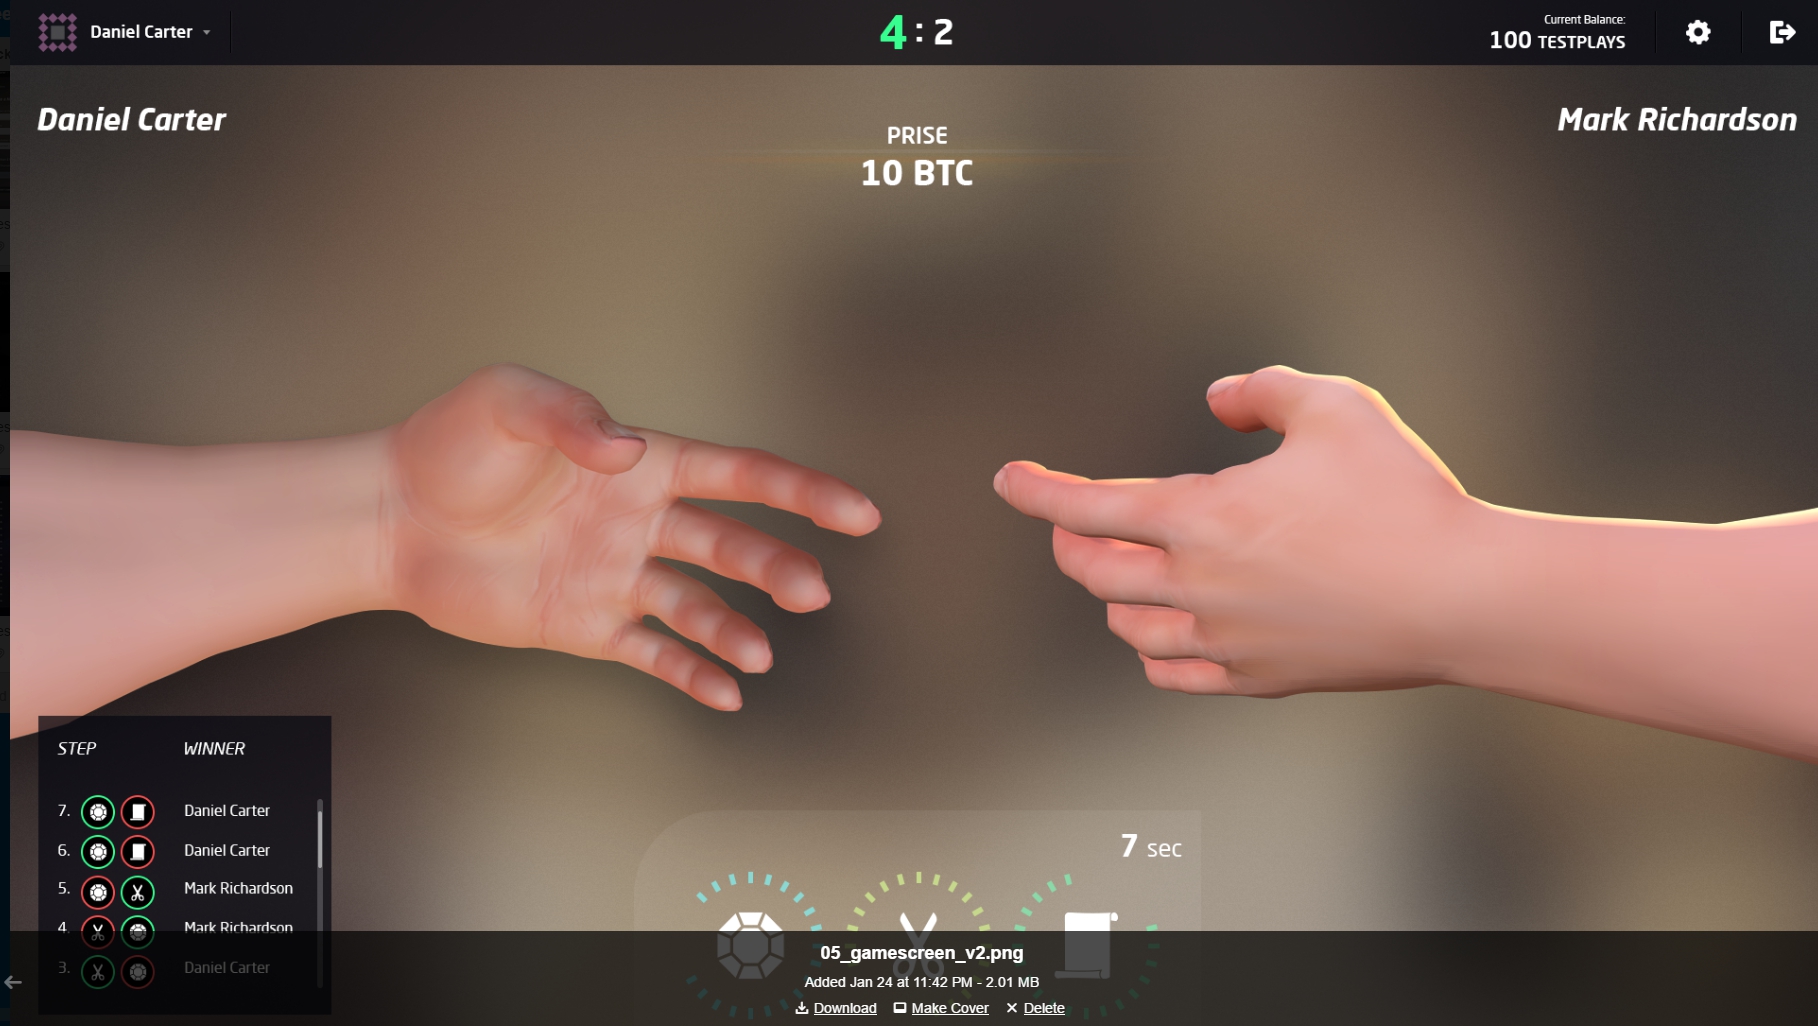 Daniel Carter
4 : 2
Current Balance:
100 TESTPLAYS
Daniel Carter
Mark Richardson
PRISE
10 BTC
STEP WINNER
7. Daniel Carter
6. Daniel Carter
5. Mark Richardson
4. Mark Richardson
3. Daniel Carter
7 sec
05_gamescreen_v2.png
Added Jan 24 at 11:42 PM - 2.01 MB
Download Make Cover Delete